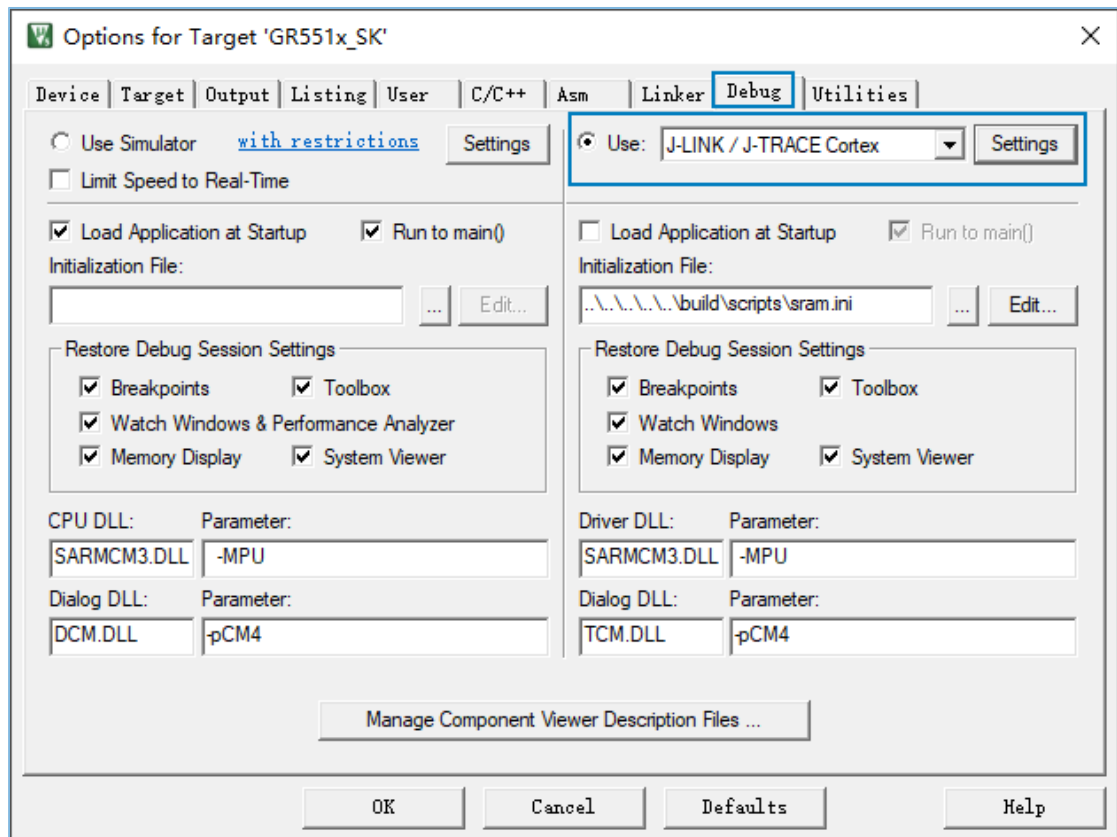 Options for Target 'GR551x_SK'
Device Target Output Listing User C/C++ Asm Linker Debug Utilities
Use Simulator with restrictions Settings
Limit Speed to Real-Time
Load Application at Startup Run to main()
Initialization File:
... Edit...
Restore Debug Session Settings
Breakpoints Toolbox
Watch Windows & Performance Analyzer
Memory Display System Viewer
CPU DLL: Parameter:
SARMCM3.DLL -MPU
Dialog DLL: Parameter:
DCM.DLL -pCM4
Use: J-LINK / J-TRACE Cortex Settings
Load Application at Startup Run to main()
Initialization File:
..\..\..\..\..\build\scripts\sram.ini ... Edit...
Restore Debug Session Settings
Breakpoints Toolbox
Watch Windows
Memory Display System Viewer
Driver DLL: Parameter:
SARMCM3.DLL -MPU
Dialog DLL: Parameter:
TCM.DLL -pCM4
Manage Component Viewer Description Files ...
OK Cancel Defaults Help